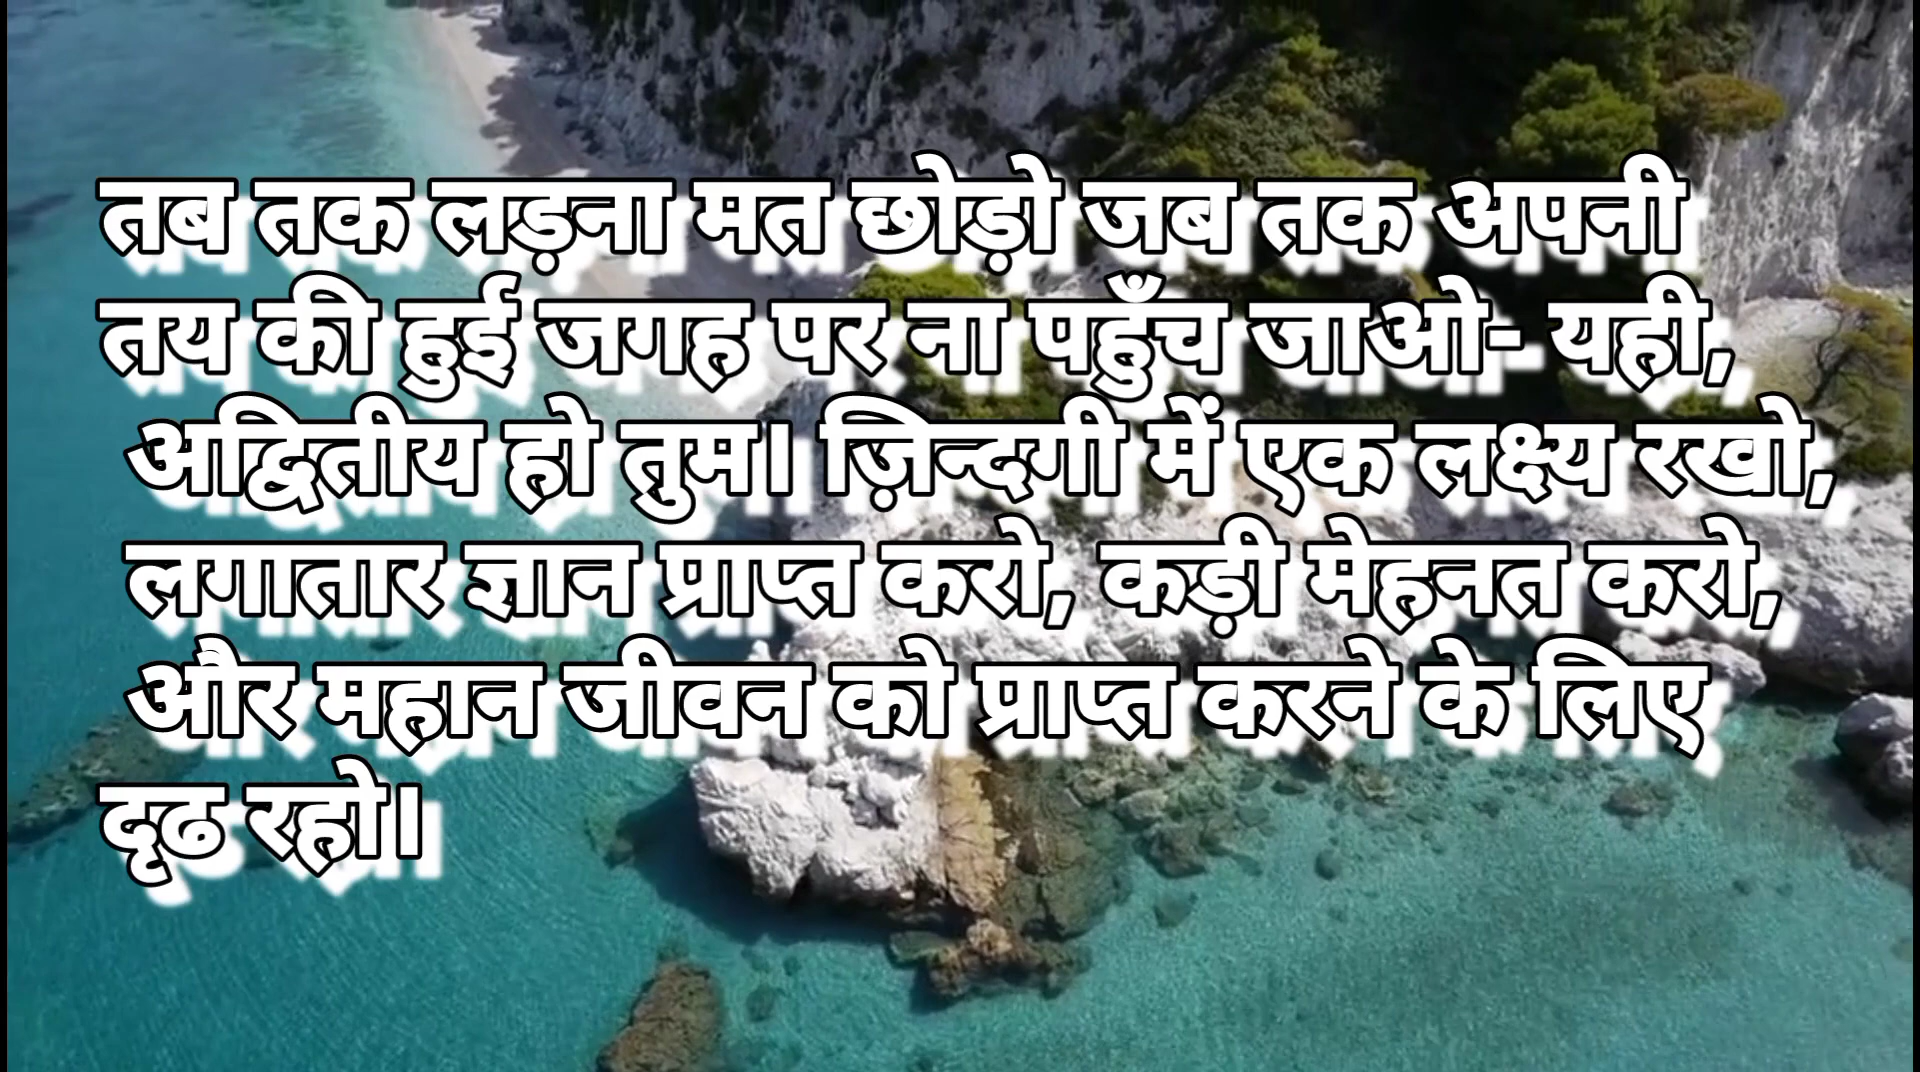 तब तक लड़ना मत छोड़ो जब तक अपनी
तय की हुई जगह पर ना पहुँच जाओ- यही,
अद्वितीय हो तुम। ज़िन्दगी में एक लक्ष्य रखो,
लगातार ज्ञान प्राप्त करो, कड़ी मेहनत करो,
और महान जीवन को प्राप्त करने के लिए
दृढ रहो।